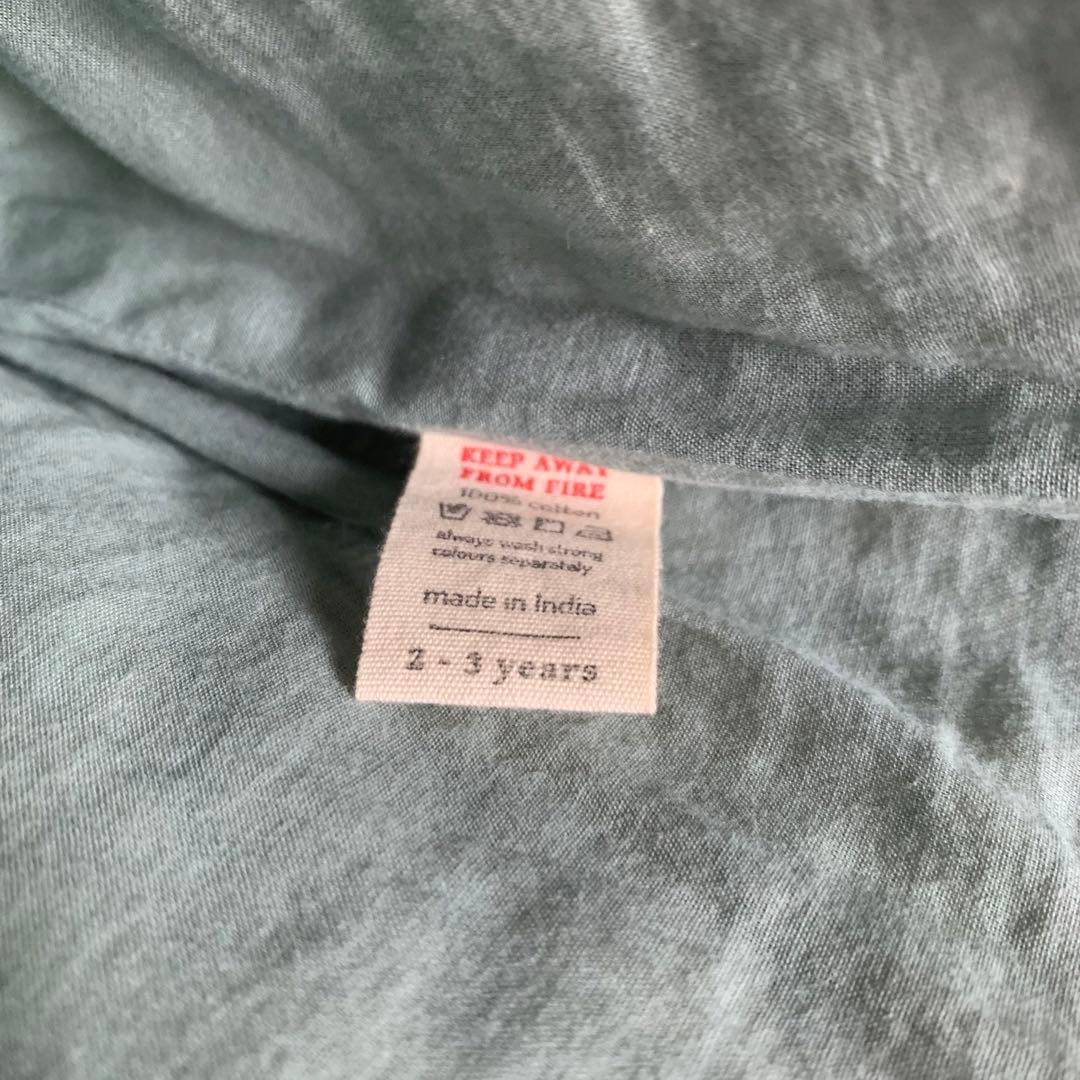 KEEP AWAY
FROM FIRE
100% cotton
always wash strong
colours separately
made in India
2 - 3 years